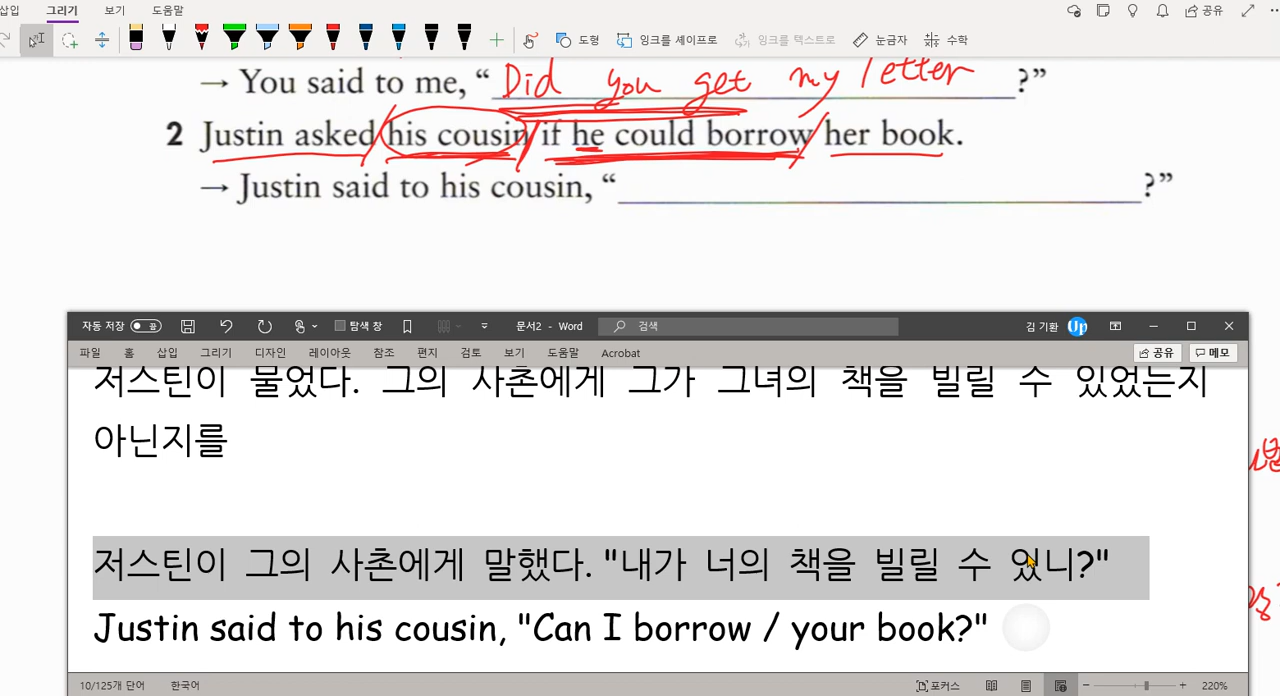 삽입 그리기 보기 도움말 공유
도형 잉크를 셰이프로 잉크를 텍스트로 눈금자 수학
→ You said to me, “Did you get my letter?”
2 Justin asked / his cousin / if he could borrow / her book.
→ Justin said to his cousin, “ ?”
자동 저장 끔 탐색 창 문서2 - Word 검색 김 기환 Up
파일 홈 삽입 그리기 디자인 레이아웃 참조 편지 검토 보기 도움말 Acrobat 공유 메모
저스틴이 물었다. 그의 사촌에게 그가 그녀의 책을 빌릴 수 있었는지
아닌지를
저스틴이 그의 사촌에게 말했다. "내가 너의 책을 빌릴 수 있니?"
Justin said to his cousin, "Can I borrow / your book?"
10/125개 단어 한국어 포커스 220%